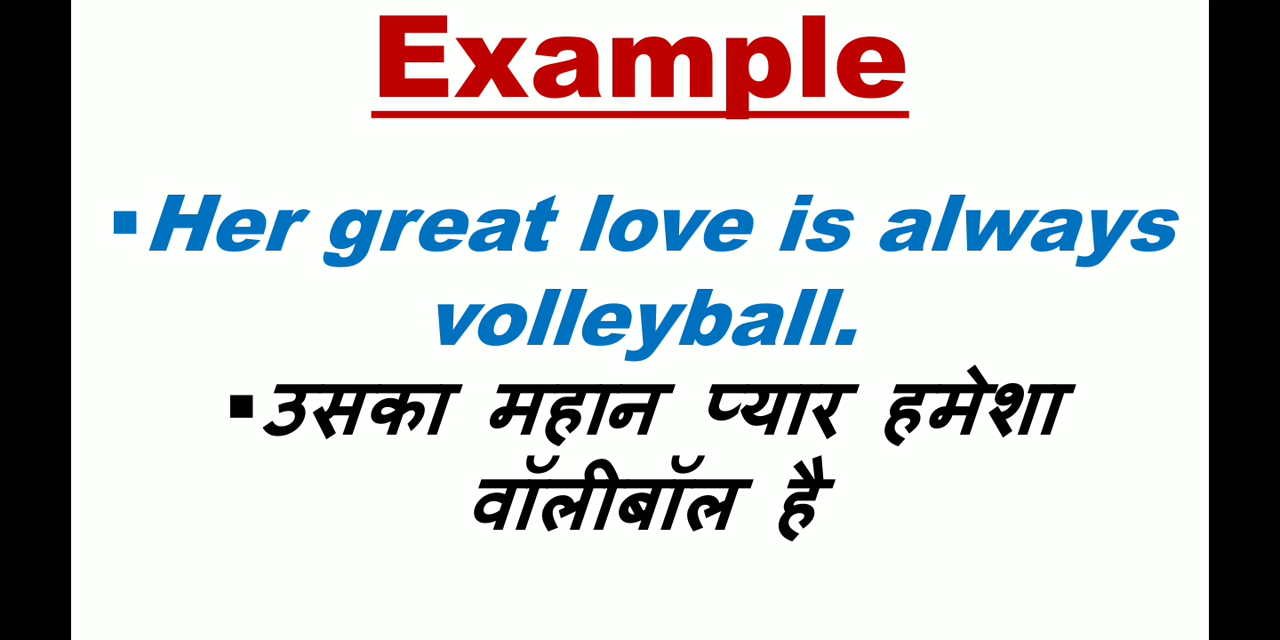 Example
▪Her great love is always
volleyball.
▪उसका महान प्यार हमेशा
वॉलीबॉल है